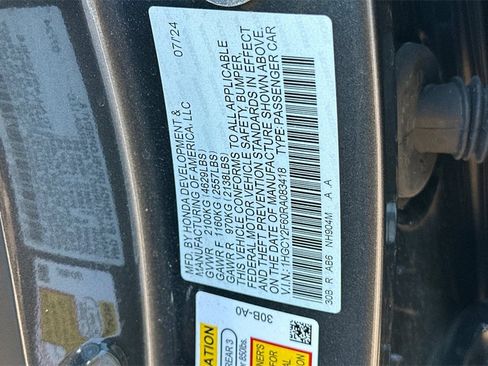 07/24
MFD. BY HONDA DEVELOPMENT &
MANUFACTURING OF AMERICA, LLC
GVWR 2100KG (4629LBS)
GAWR F 1160KG (2557LBS)
GAWR R 970KG (2138LBS)
THIS VEHICLE CONFORMS TO ALL APPLICABLE
FEDERAL MOTOR VEHICLE SAFETY, BUMPER,
AND THEFT PREVENTION STANDARDS IN EFFECT
ON THE DATE OF MANUFACTURE SHOWN ABOVE.
V.I.N.: 1HGCY2F60RA083418 TYPE:PASSENGER CAR
30B R AB6 NH904M A A
30B-A0
REAR 3